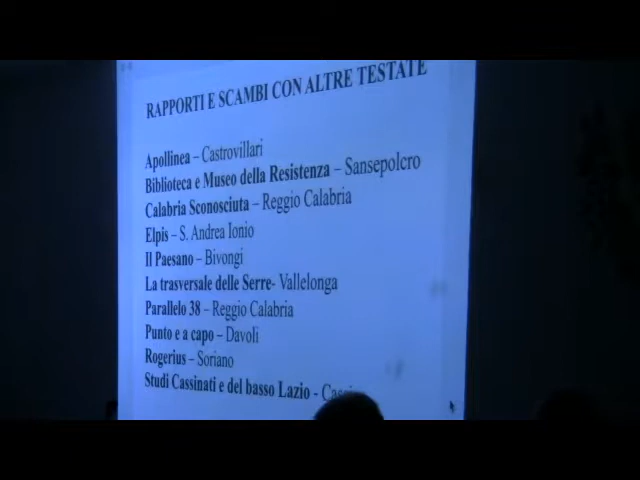 RAPPORTI E SCAMBI CON ALTRE TESTATE
Apollinea – Castrovillari
Biblioteca e Museo della Resistenza – Sansepolcro
Calabria Sconosciuta – Reggio Calabria
Elpis – S. Andrea Ionio
Il Paesano – Bivongi
La trasversale delle Serre- Vallelonga
Parallelo 38 – Reggio Calabria
Punto e a capo – Davoli
Rogerius – Soriano
Studi Cassinati e del basso Lazio -